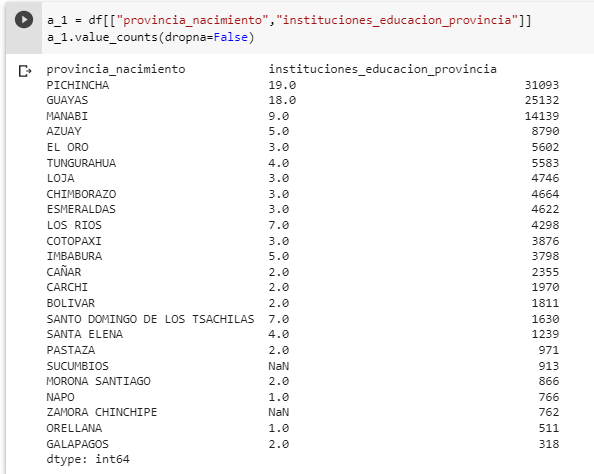 a_1 = df[["provincia_nacimiento","instituciones_educacion_provincia"]]
a_1.value_counts(dropna=False)
provincia_nacimiento instituciones_educacion_provincia
PICHINCHA 19.0 31093
GUAYAS 18.0 25132
MANABI 9.0 14139
AZUAY 5.0 8790
EL ORO 3.0 5602
TUNGURAHUA 4.0 5583
LOJA 3.0 4746
CHIMBORAZO 3.0 4664
ESMERALDAS 3.0 4622
LOS RIOS 7.0 4298
COTOPAXI 3.0 3876
IMBABURA 5.0 3798
CAÑAR 2.0 2355
CARCHI 2.0 1970
BOLIVAR 2.0 1811
SANTO DOMINGO DE LOS TSACHILAS 7.0 1630
SANTA ELENA 4.0 1239
PASTAZA 2.0 971
SUCUMBIOS NaN 913
MORONA SANTIAGO 2.0 866
NAPO 1.0 766
ZAMORA CHINCHIPE NaN 762
ORELLANA 1.0 511
GALAPAGOS 2.0 318
dtype: int64